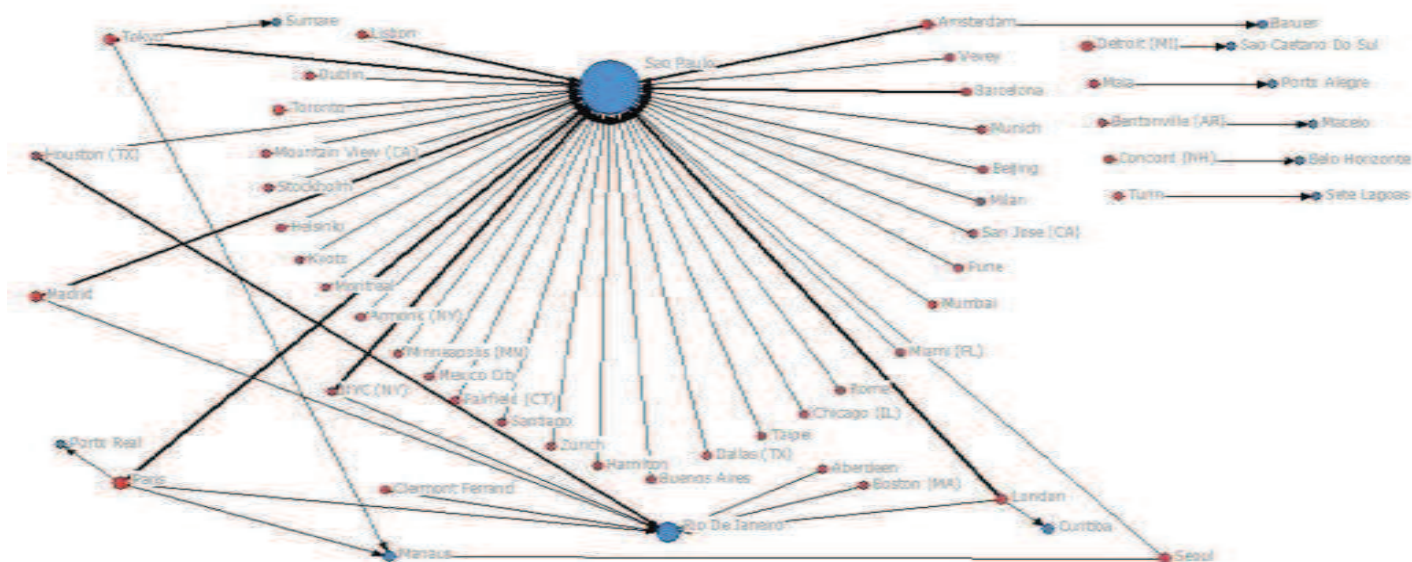 Sumare
Tokyo
Lisbon
Amsterdam
Barueri
Detroit (MI)
Sao Caetano Do Sul
Vevey
Sao Paulo
Dublin
Maia
Porto Alegre
Barcelona
Toronto
Bentonville (AR)
Maceio
Munich
Houston (TX)
Mountain View (CA)
Concord (NH)
Belo Horizonte
Beijing
Stockholm
Turin
Sete Lagoas
Milan
Helsinki
San Jose (CA)
Kyoto
Pune
Montreal
Madrid
Mumbai
Armonk (NY)
Minneapolis (MN)
Miami (FL)
Mexico City
NYC (NY)
Rome
Fairfield (CT)
Chicago (IL)
Santiago
Taipei
Porto Real
Zurich
Dallas (TX)
Hamilton
Aberdeen
Buenos Aires
Paris
Boston (MA)
Clermont Ferrand
London
Rio De Janeiro
Curitiba
Manaus
Seoul